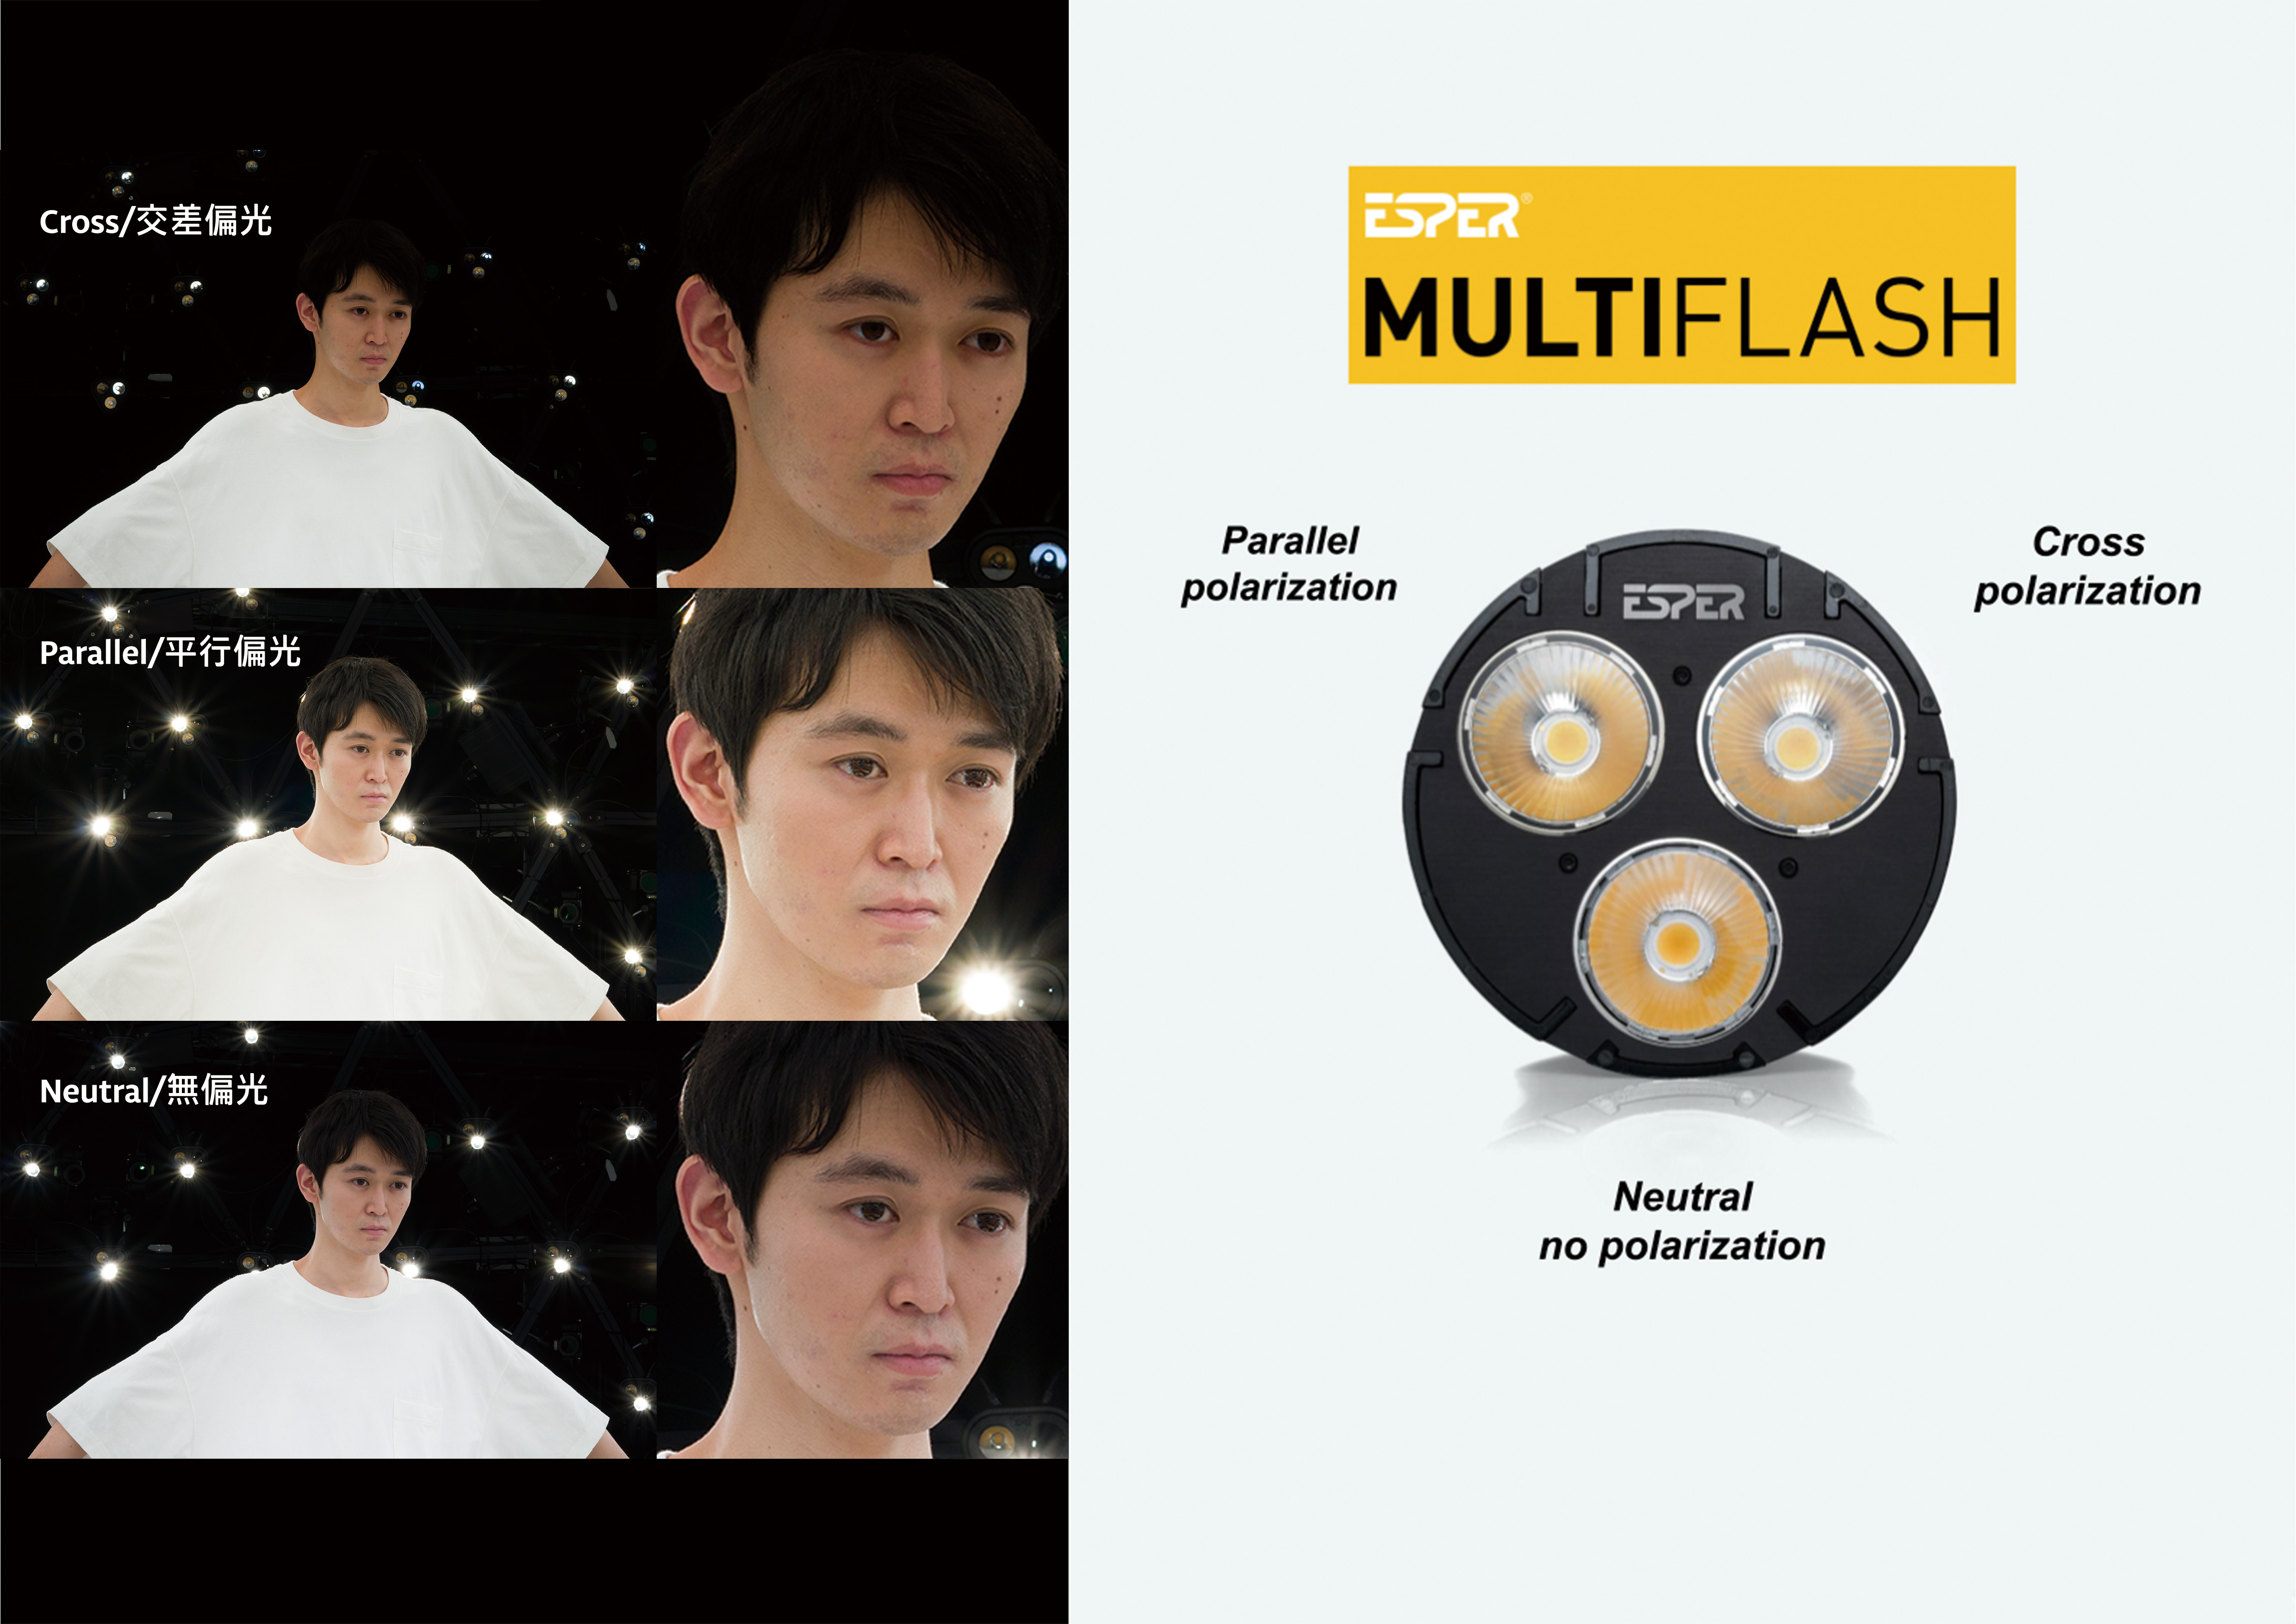 Cross/交差偏光
Parallel/平行偏光
Neutral/無偏光
ESPER®
MULTIFLASH
Parallel
polarization
Cross
polarization
ESPER
Neutral
no polarization